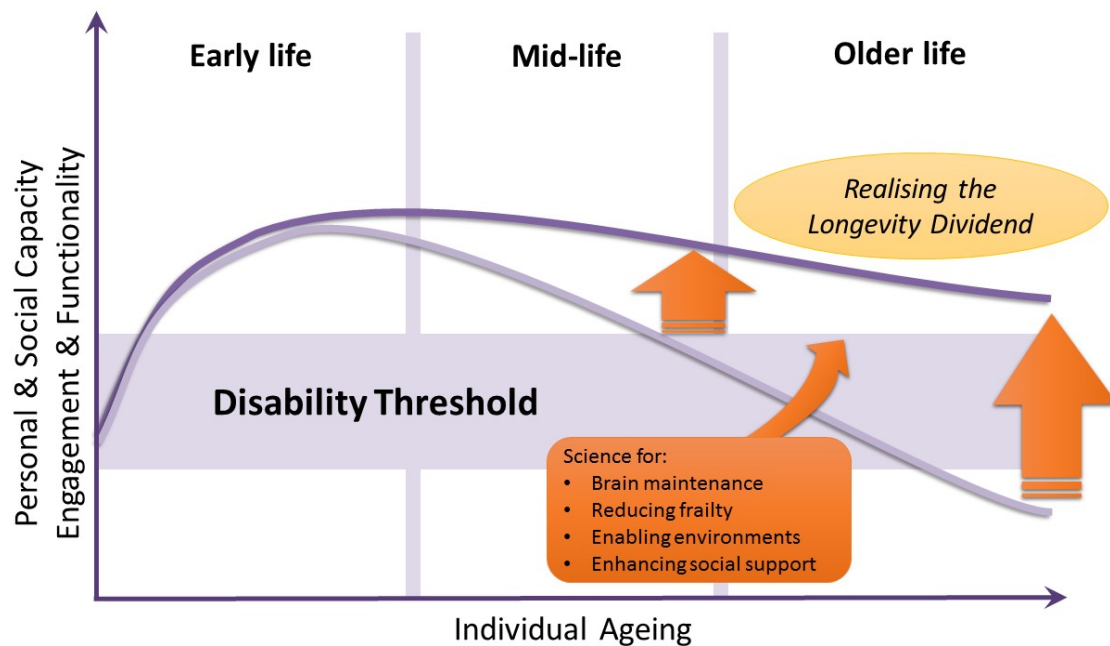 Early life
Mid-life
Older life
Personal & Social Capacity
Engagement & Functionality
Realising the
Longevity Dividend
Disability Threshold
Science for:
• Brain maintenance
• Reducing frailty
• Enabling environments
• Enhancing social support
Individual Ageing